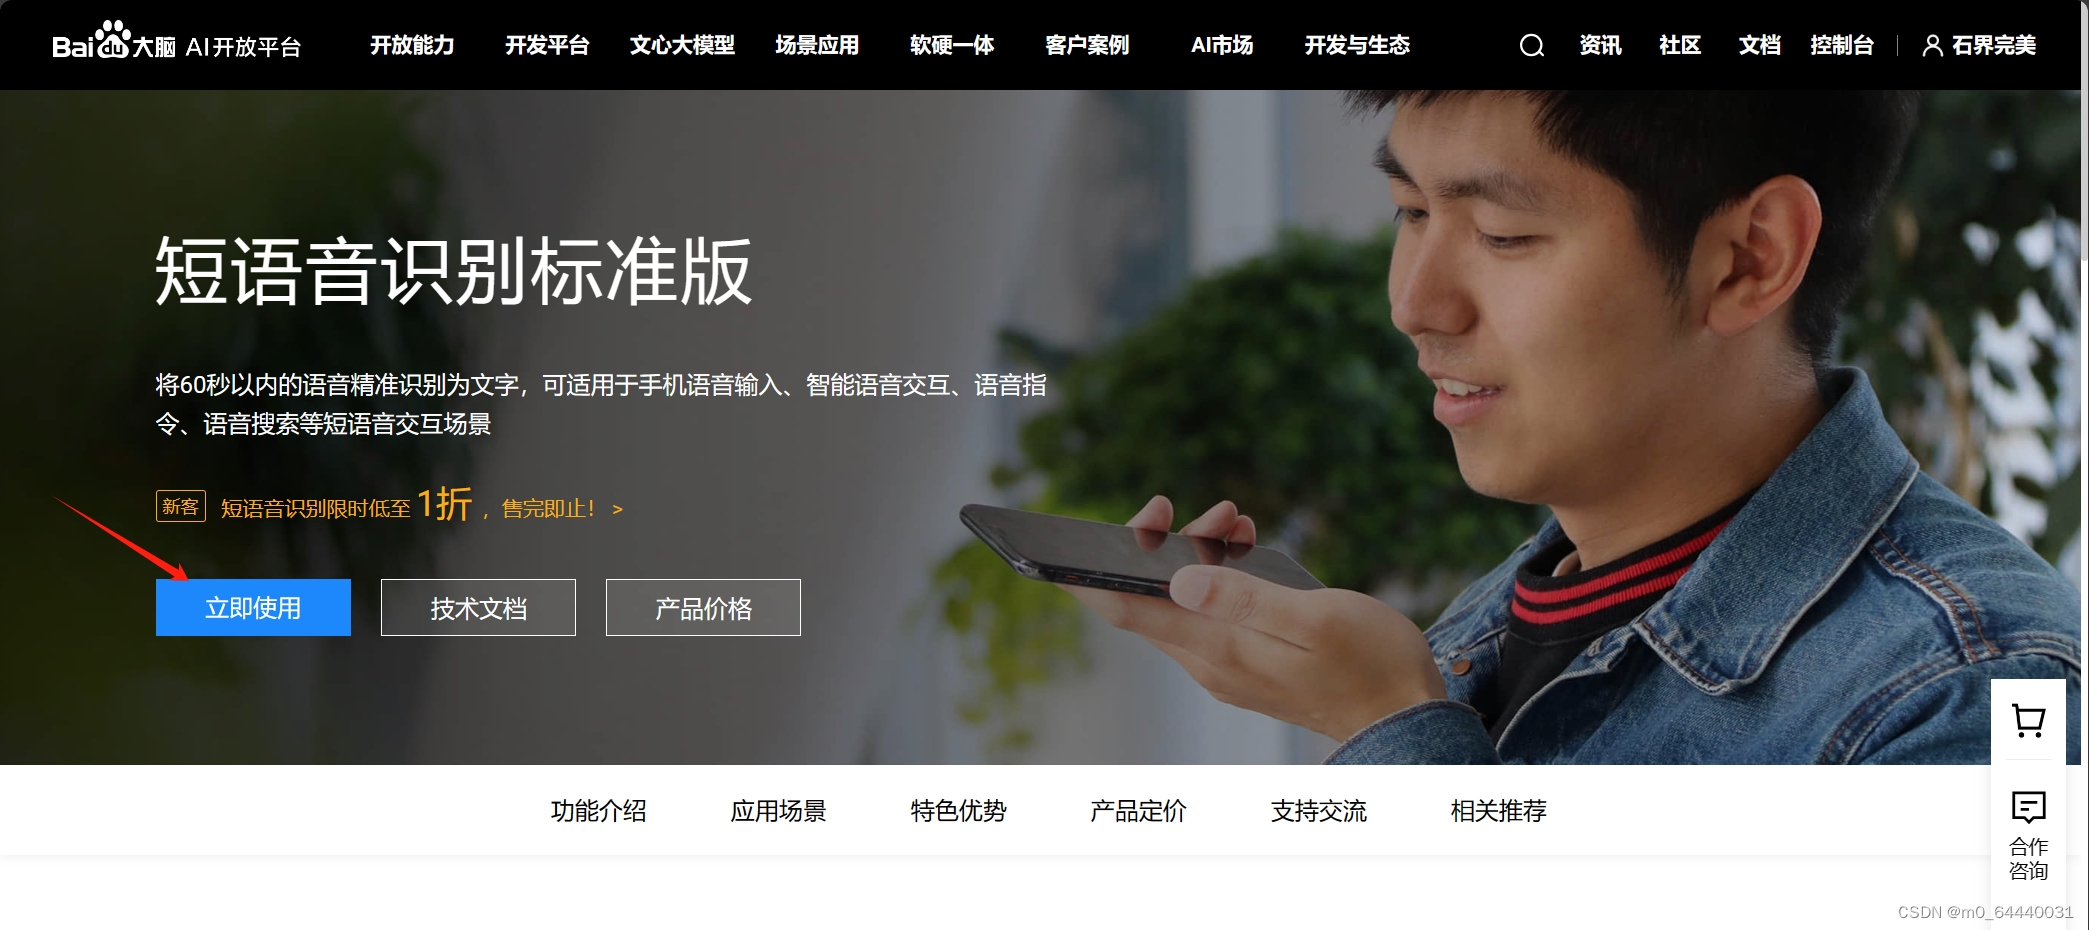 Bai du 大脑 AI开放平台
开放能力 开发平台 文心大模型 场景应用 软硬一体 客户案例 AI市场 开发与生态 资讯 社区 文档 控制台 石界完美
短语音识别标准版
将60秒以内的语音精准识别为文字，可适用于手机语音输入、智能语音交互、语音指
令、语音搜索等短语音交互场景
新客 短语音识别限时低至 1折 ，售完即止！ >
立即使用 技术文档 产品价格
功能介绍 应用场景 特色优势 产品定价 支持交流 相关推荐
合作
咨询
CSDN @m0_64440031